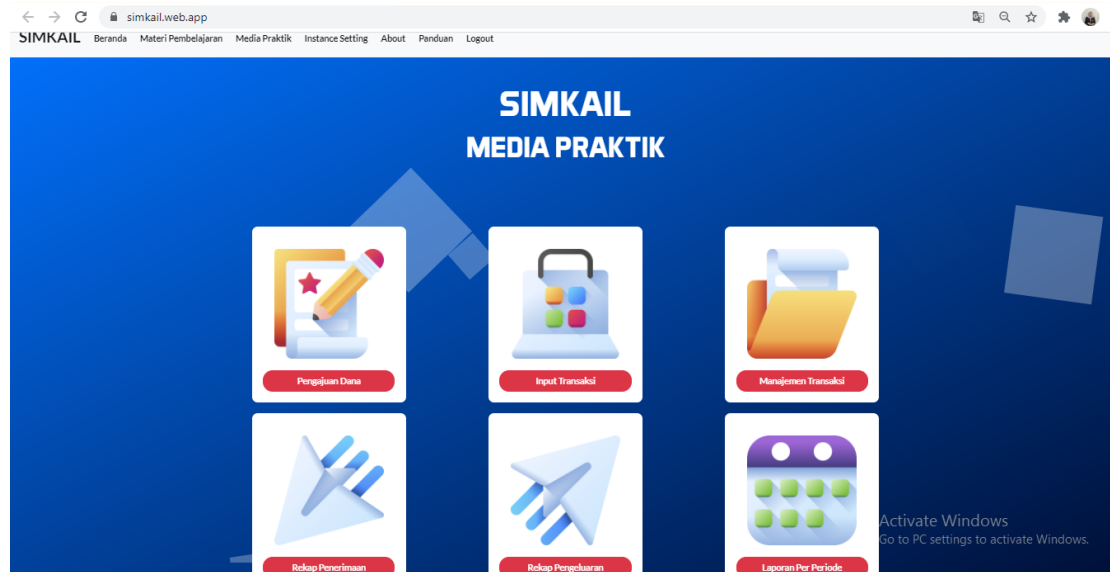 simkail.web.app
SIMKAIL Beranda Materi Pembelajaran Media Praktik Instance Setting About Panduan Logout
SIMKAIL
MEDIA PRAKTIK
Pengajuan Dana Input Transaksi Manajemen Transaksi
Rekap Penerimaan Rekap Pengeluaran Laporan Per Periode
Activate Windows
Go to PC settings to activate Windows.